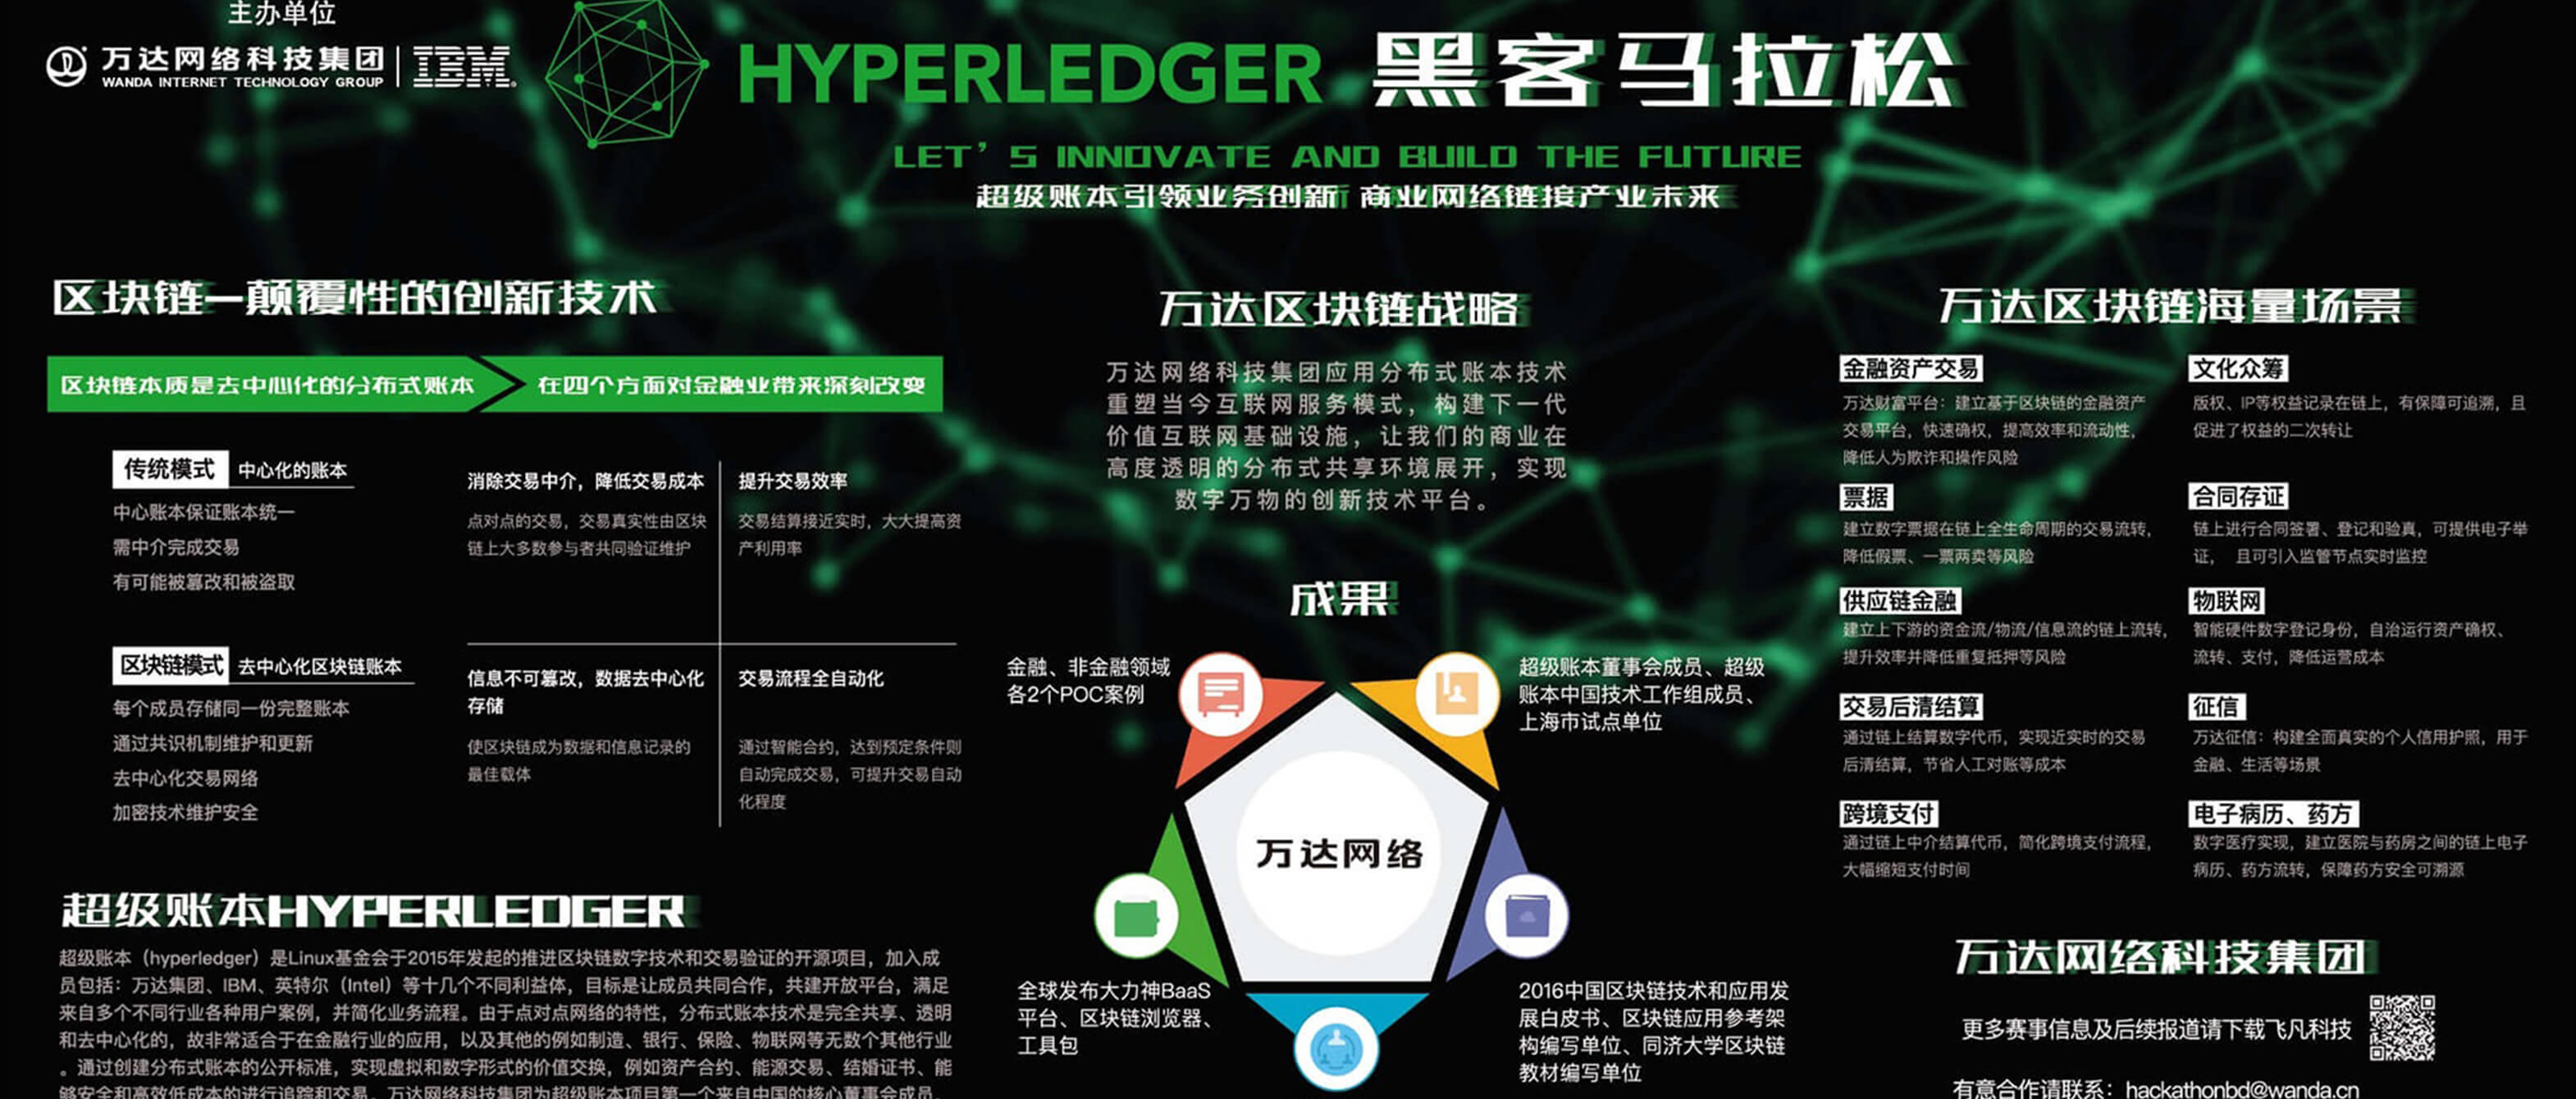 主办单位
万达网络科技集团
WANDA INTERNET TECHNOLOGY GROUP
IBM
HYPERLEDGER 黑客马拉松
LET'S INNOVATE AND BUILD THE FUTURE
超级账本引领业务创新 商业网络链接产业未来
区块链—颠覆性的创新技术
区块链本质是去中心化的分布式账本
在四个方面对金融业带来深刻改变
传统模式 中心化的账本
中心账本保证账本统一
需中介完成交易
有可能被篡改和被盗取
区块链模式 去中心化区块链账本
每个成员存储同一份完整账本
通过共识机制维护和更新
去中心化交易网络
加密技术维护安全
消除交易中介，降低交易成本
点对点的交易，交易真实性由区块
链上大多数参与者共同验证维护
提升交易效率
交易结算接近实时，大大提高资
产利用率
信息不可篡改，数据去中心化
存储
使区块链成为数据和信息记录的
最佳载体
交易流程全自动化
通过智能合约，达到预定条件则
自动完成交易，可提升交易自动
化程度
超级账本HYPERLEDGER
超级账本（hyperledger）是Linux基金会于2015年发起的推进区块链数字技术和交易验证的开源项目，加入成
员包括：万达集团、IBM、英特尔（Intel）等十几个不同利益体，目标是让成员共同合作，共建开放平台，满足
来自多个不同行业各种用户案例，并简化业务流程。由于点对点网络的特性，分布式账本技术是完全共享、透明
和去中心化的，故非常适合于在金融行业的应用，以及其他的例如制造、银行、保险、物联网等无数个其他行业
。通过创建分布式账本的公开标准，实现虚拟和数字形式的价值交换，例如资产合约、能源交易、结婚证书、能
够安全和高效低成本的进行追踪和交易。万达网络科技集团为超级账本项目第一个来自中国的核心董事会成员。
万达区块链战略
万达网络科技集团应用分布式账本技术
重塑当今互联网服务模式，构建下一代
价值互联网基础设施，让我们的商业在
高度透明的分布式共享环境展开，实现
数字万物的创新技术平台。
成果
金融、非金融领域
各2个POC案例
超级账本董事会成员、超级
账本中国技术工作组成员、
上海市试点单位
万达网络
全球发布大力神BaaS
平台、区块链浏览器、
工具包
2016中国区块链技术和应用发
展白皮书、区块链应用参考架
构编写单位、同济大学区块链
教材编写单位
万达区块链海量场景
金融资产交易
万达财富平台：建立基于区块链的金融资产
交易平台，快速确权，提高效率和流动性，
降低人为欺诈和操作风险
文化众筹
版权、IP等权益记录在链上，有保障可追溯，且
促进了权益的二次转让
票据
建立数字票据在链上全生命周期的交易流转，
降低假票、一票两卖等风险
合同存证
链上进行合同签署、登记和验真，可提供电子举
证， 且可引入监管节点实时监控
供应链金融
建立上下游的资金流/物流/信息流的链上流转，
提升效率并降低重复抵押等风险
物联网
智能硬件数字登记身份，自治运行资产确权、
流转、支付，降低运营成本
交易后清结算
通过链上结算数字代币，实现近实时的交易
后清结算，节省人工对账等成本
征信
万达征信：构建全面真实的个人信用护照，用于
金融、生活等场景
跨境支付
通过链上中介结算代币，简化跨境支付流程，
大幅缩短支付时间
电子病历、药方
数字医疗实现，建立医院与药房之间的链上电子
病历、药方流转，保障药方安全可溯源
万达网络科技集团
更多赛事信息及后续报道请下载飞凡科技
有意合作请联系：hackathonbd@wanda.cn